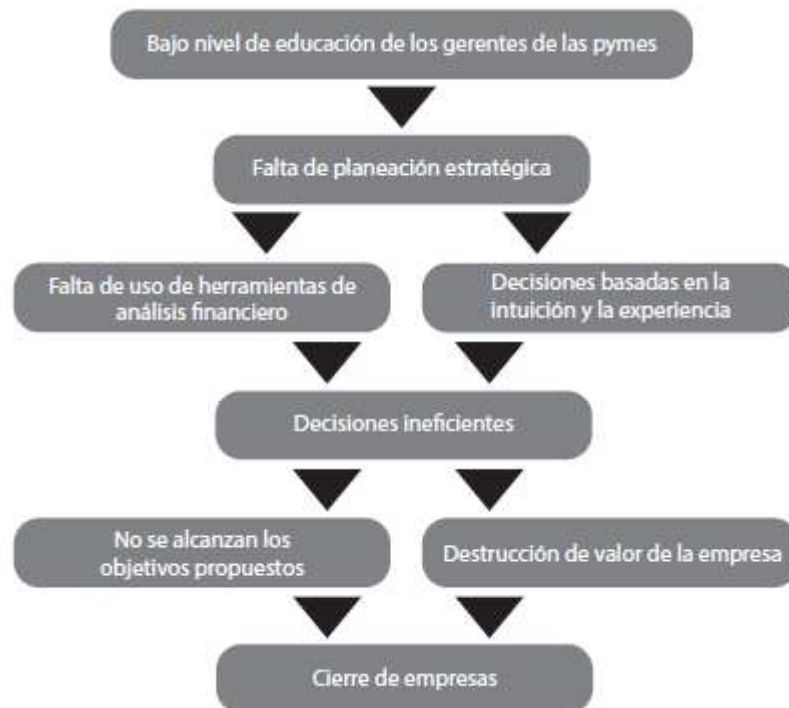 Bajo nivel de educación de los gerentes de las pymes
Falta de planeación estratégica
Falta de uso de herramientas de
análisis financiero
Decisiones basadas en la
intuición y la experiencia
Decisiones ineficientes
No se alcanzan los
objetivos propuestos
Destrucción de valor de la empresa
Cierre de empresas